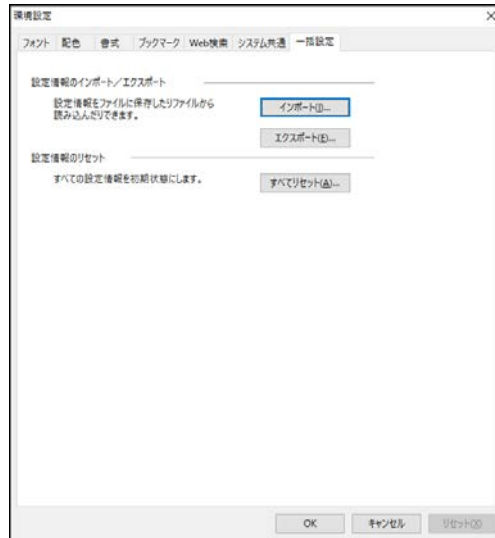 環境設定
フォント 配色 書式 ブックマーク Web検索 システム共通 一括設定
設定情報のインポート／エクスポート
設定情報をファイルに保存したりファイルから
読み込んだりできます。
インポート(I)...
エクスポート(E)...
設定情報のリセット
すべての設定情報を初期状態にします。
すべてリセット(A)...
OK キャンセル リセット(X)